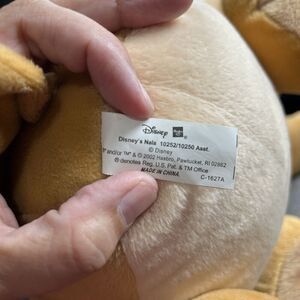 Disney
Disney's Nala 10252/10250 Asst.
© Disney
® and/or ™ & © 2002 Hasbro, Pawtucket, RI 02862
® denotes Reg. U.S. Pat. & TM Office
MADE IN CHINA
C-1627A